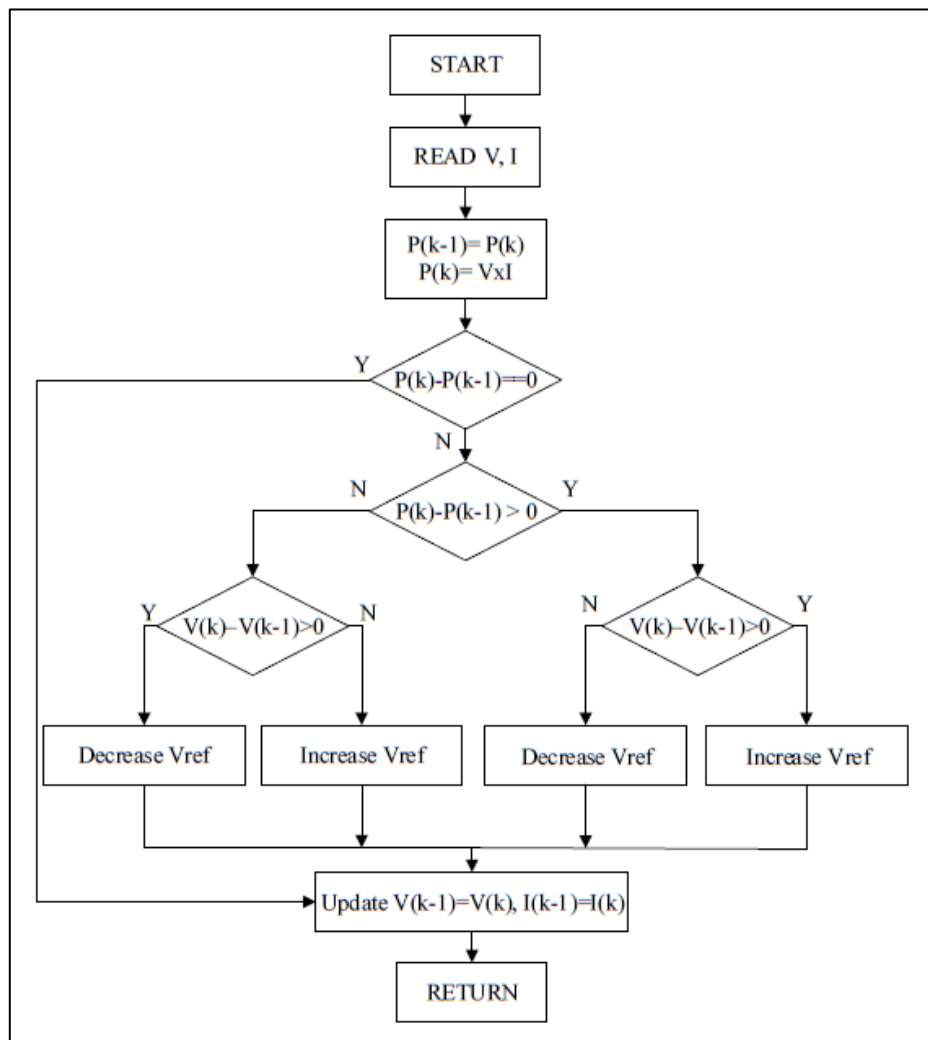 START
READ V, I
P(k-1)= P(k)
P(k)= VxI
Y
P(k)-P(k-1)==0
N
N
P(k)-P(k-1) > 0
Y
Y
V(k)–V(k-1)>0
N
N
V(k)–V(k-1)>0
Y
Decrease Vref
Increase Vref
Decrease Vref
Increase Vref
Update V(k-1)=V(k), I(k-1)=I(k)
RETURN